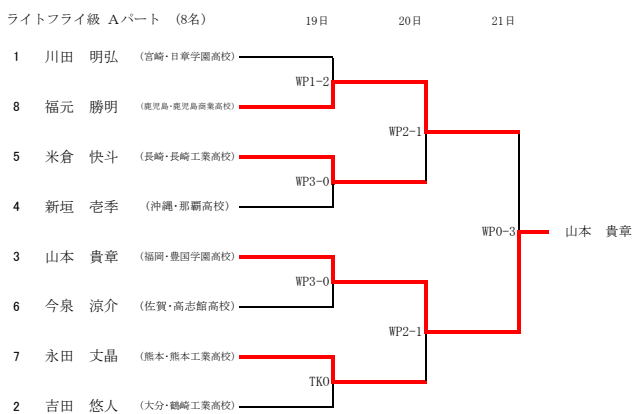 ライトフライ級 Aパート (8名) 19日 20日 21日
1 川田 明弘 (宮崎・日章学園高校)
WP1-2
8 福元 勝明 (鹿児島・鹿児島商業高校)
WP2-1
5 米倉 快斗 (長崎・長崎工業高校)
WP3-0
4 新垣 壱季 (沖縄・那覇高校)
WP0-3 山本 貴章
3 山本 貴章 (福岡・豊国学園高校)
WP3-0
6 今泉 涼介 (佐賀・高志館高校)
WP2-1
7 永田 丈晶 (熊本・熊本工業高校)
TKO
2 吉田 悠人 (大分・鶴崎工業高校)